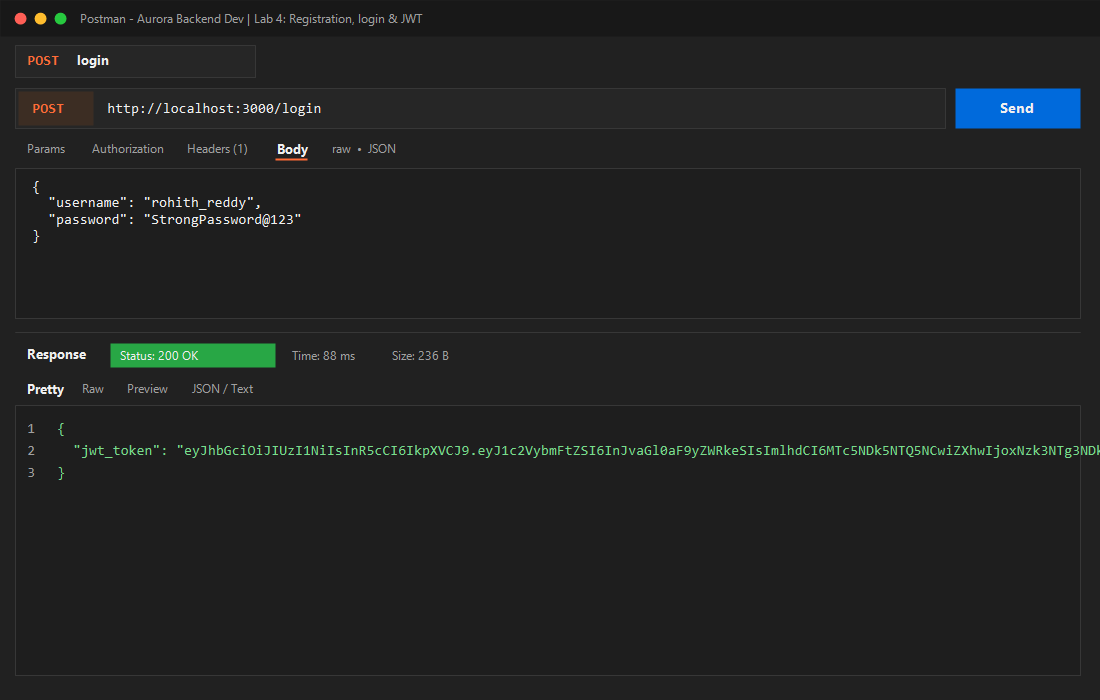 Postman - Aurora Backend Dev | Lab 4: Registration, login & JWT
POST login
POST http://localhost:3000/login Send
Params Authorization Headers (1) Body raw • JSON
{
"username": "rohith_reddy",
"password": "StrongPassword@123"
}
Response Status: 200 OK Time: 88 ms Size: 236 B
Pretty Raw Preview JSON / Text
1 {
2 "jwt_token": "eyJhbGciOiJIUzI1NiIsInR5cCI6IkpXVCJ9.eyJ1c2VybmFtZSI6InJvaGl0aF9yZWRkeSIsImlhdCI6MTc5NDk5NTQ5NCwiZXhwIjoxNzk3NTg3NDk
3 }